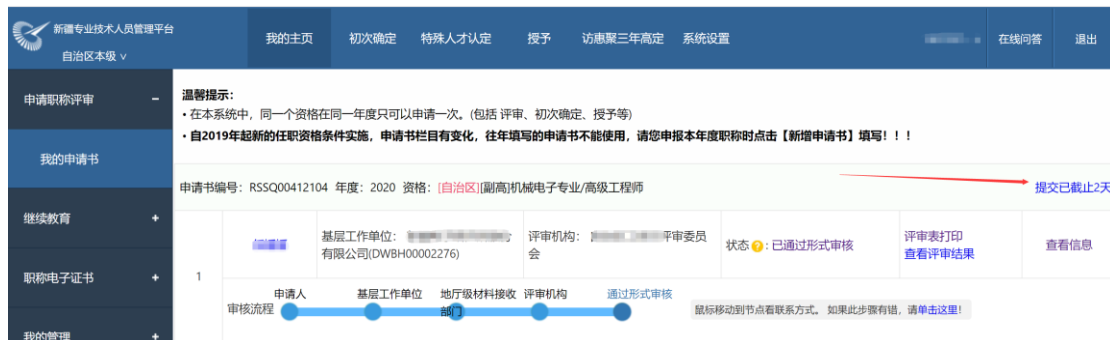 新疆专业技术人员管理平台
自治区本级 ∨
我的主页 初次确定 特殊人才认定 授予 访惠聚三年高定 系统设置
在线问答 退出
申请职称评审 −
我的申请书
继续教育 +
职称电子证书 +
我的管理 +
温馨提示：
• 在本系统中，同一个资格在同一年度只可以申请一次。(包括 评审、初次确定、授予等)
• 自2019年起新的任职资格条件实施，申请书栏目有变化，往年填写的申请书不能使用，请您申报本年度职称时点击【新增申请书】填写！！！
申请书编号：RSSQ00412104 年度：2020 资格：[自治区][副高]机械电子专业/高级工程师
提交已截止2天
1
基层工作单位：
有限公司(DWBH00002276)
评审机构： 评审委员
会
状态 ?：已通过形式审核
评审表打印
查看评审结果
查看信息
审核流程
申请人 基层工作单位 地厅级材料接收部门 评审机构 通过形式审核
鼠标移动到节点看联系方式。 如果此步骤有错，请单击这里!